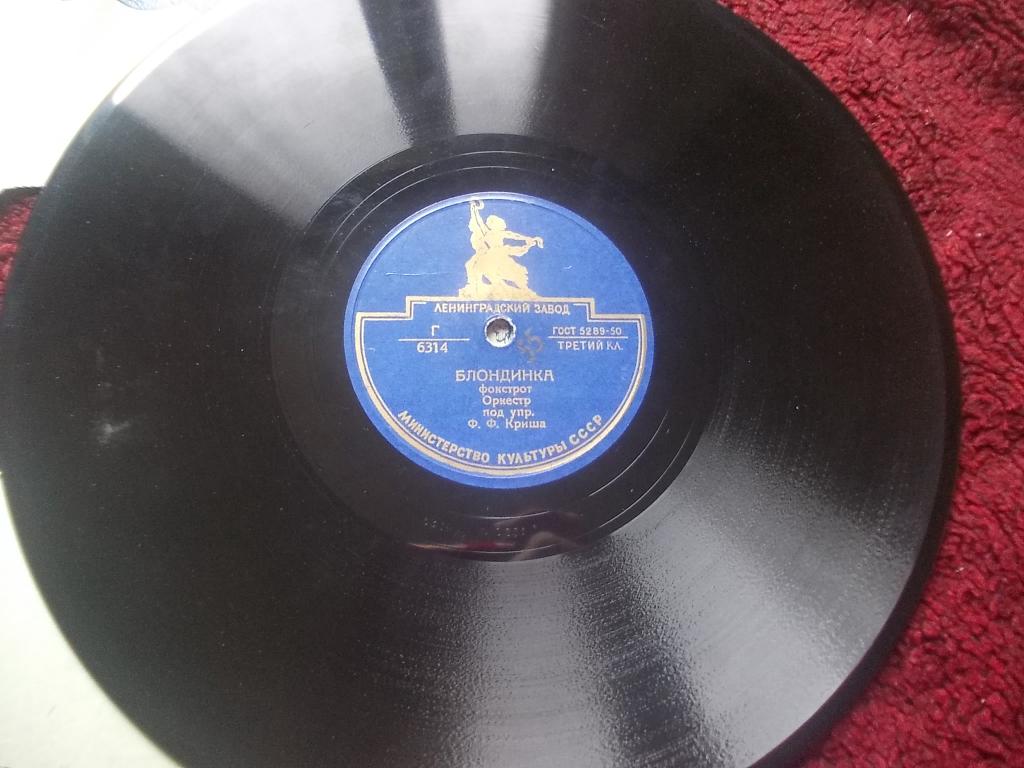 ЛЕНИНГРАДСКИЙ ЗАВОД
Г
6314
ГОСТ 5289-50
ТРЕТИЙ КЛ.
БЛОНДИНКА
фокстрот
Оркестр
под упр.
Ф. Ф. Криша
МИНИСТЕРСТВО КУЛЬТУРЫ СССР